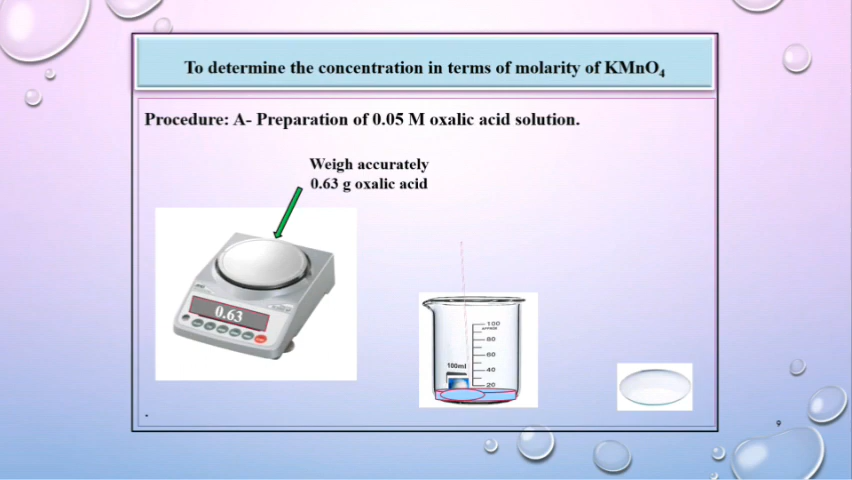 To determine the concentration in terms of molarity of KMnO₄
Procedure: A- Preparation of 0.05 M oxalic acid solution.
Weigh accurately
0.63 g oxalic acid
0.63
100
80
60
100ml
40
20
9